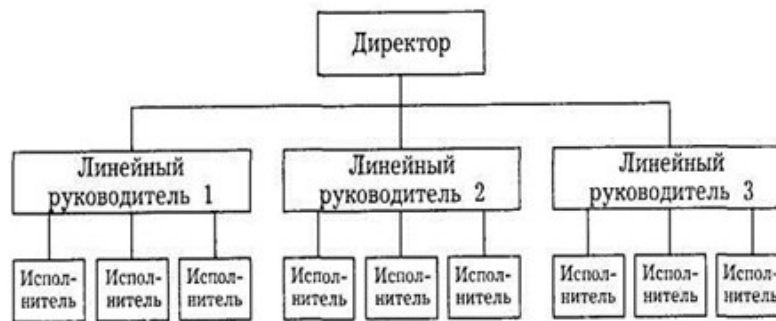 Директор
Линейный
руководитель 1
Линейный
руководитель 2
Линейный
руководитель 3
Испол-
нитель
Испол-
нитель
Испол-
нитель
Испол-
нитель
Испол-
нитель
Испол-
нитель
Испол-
нитель
Испол-
нитель
Испол-
нитель